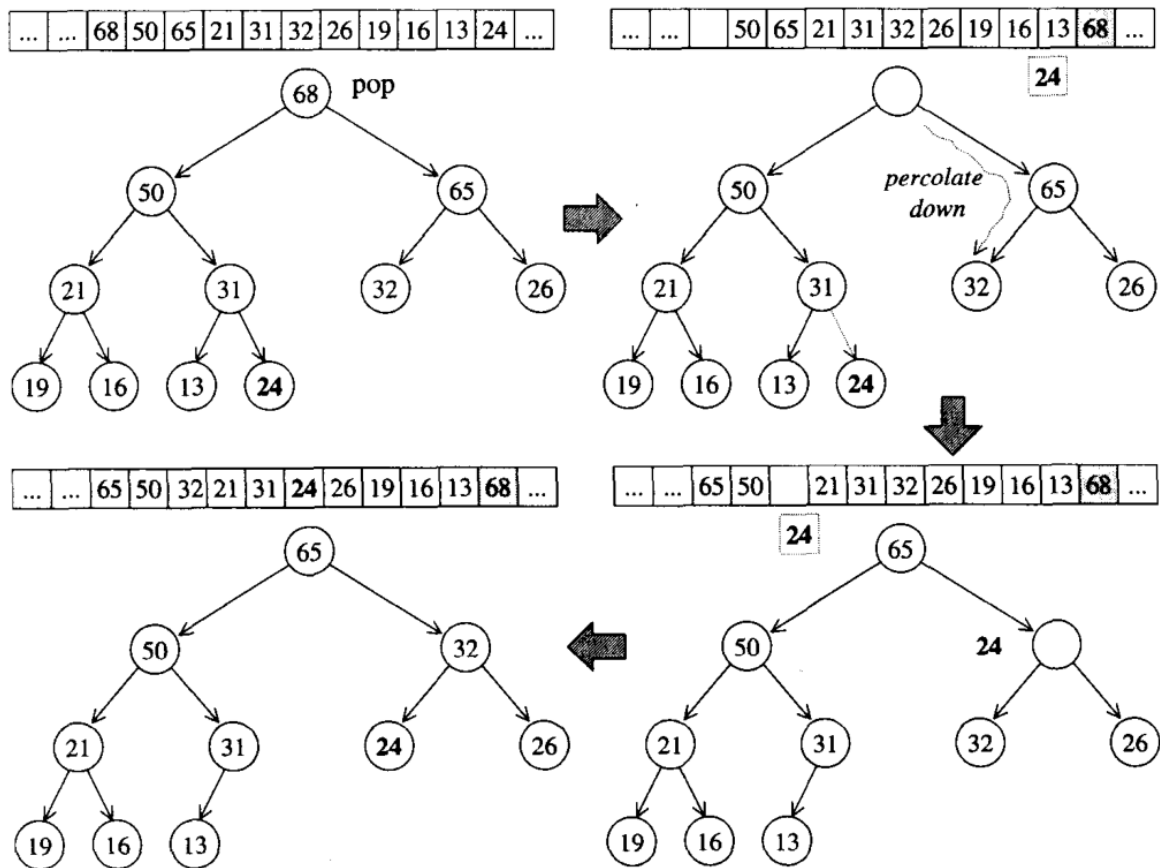 ... ... 68 50 65 21 31 32 26 19 16 13 24 ...
68 pop
50 65
21 31 32 26
19 16 13 24
... ... 50 65 21 31 32 26 19 16 13 68 ...
24
50 percolate 65
down
21 31 32 26
19 16 13 24
... ... 65 50 32 21 31 24 26 19 16 13 68 ...
65
50 32
21 31 24 26
19 16 13
... ... 65 50 21 31 32 26 19 16 13 68 ...
24
65
50 24
21 31 32 26
19 16 13